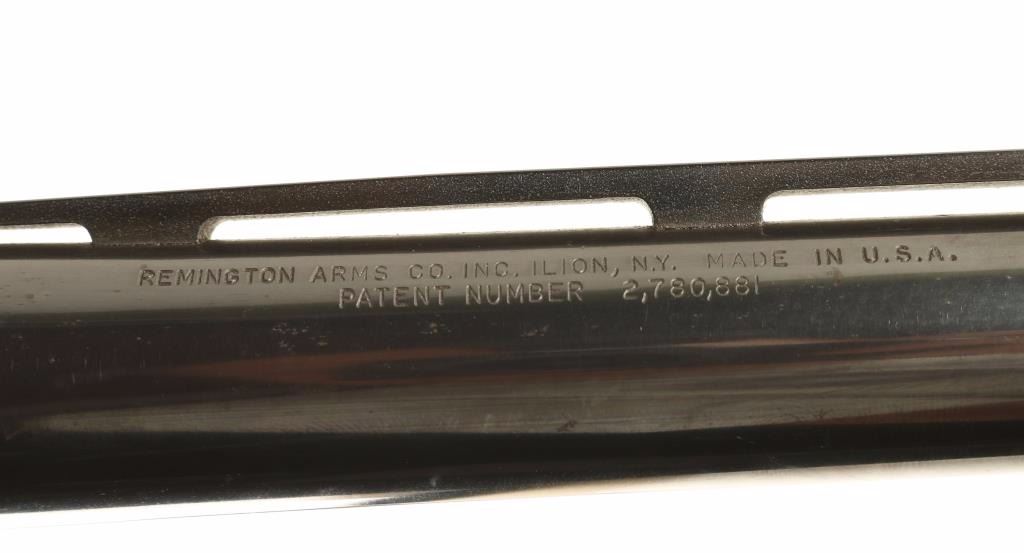 REMINGTON ARMS CO. INC. ILION, N.Y. MADE IN U.S.A.
PATENT NUMBER 2,780,881